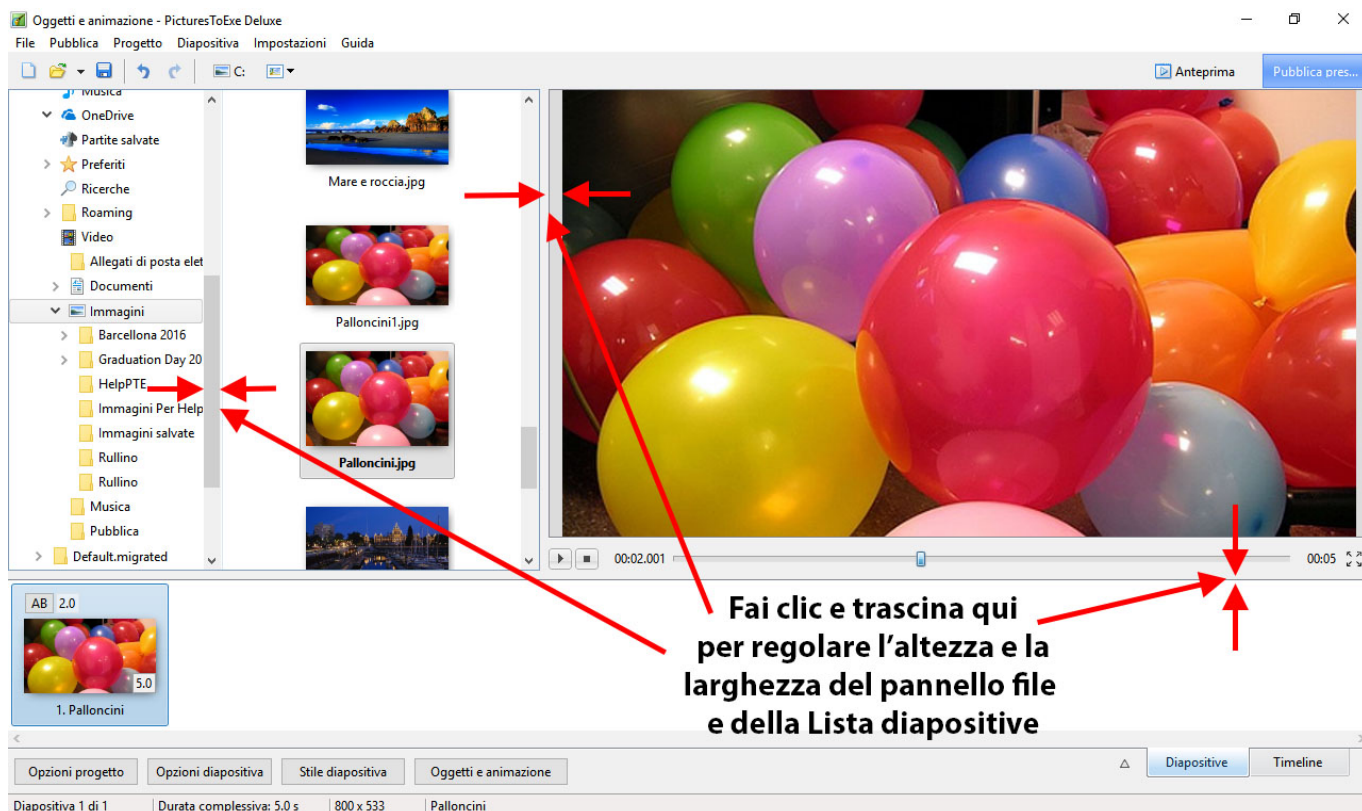 Oggetti e animazione - PicturesToExe Deluxe
File Pubblica Progetto Diapositiva Impostazioni Guida
C:
Anteprima
Pubblica pres...
Musica
OneDrive
Partite salvate
Preferiti
Ricerche
Roaming
Video
Allegati di posta elet
Documenti
Immagini
Barcellona 2016
Graduation Day 20
HelpPTE
Immagini Per Help
Immagini salvate
Rullino
Rullino
Musica
Pubblica
Default.migrated
Mare e roccia.jpg
Palloncini1.jpg
Palloncini.jpg
00:02.001
00:05
AB 2.0
5.0
1. Palloncini
Fai clic e trascina qui
per regolare l'altezza e la
larghezza del pannello file
e della Lista diapositive
Opzioni progetto
Opzioni diapositiva
Stile diapositiva
Oggetti e animazione
Diapositive
Timeline
Diapositiva 1 di 1
Durata complessiva: 5.0 s
800 x 533
Palloncini